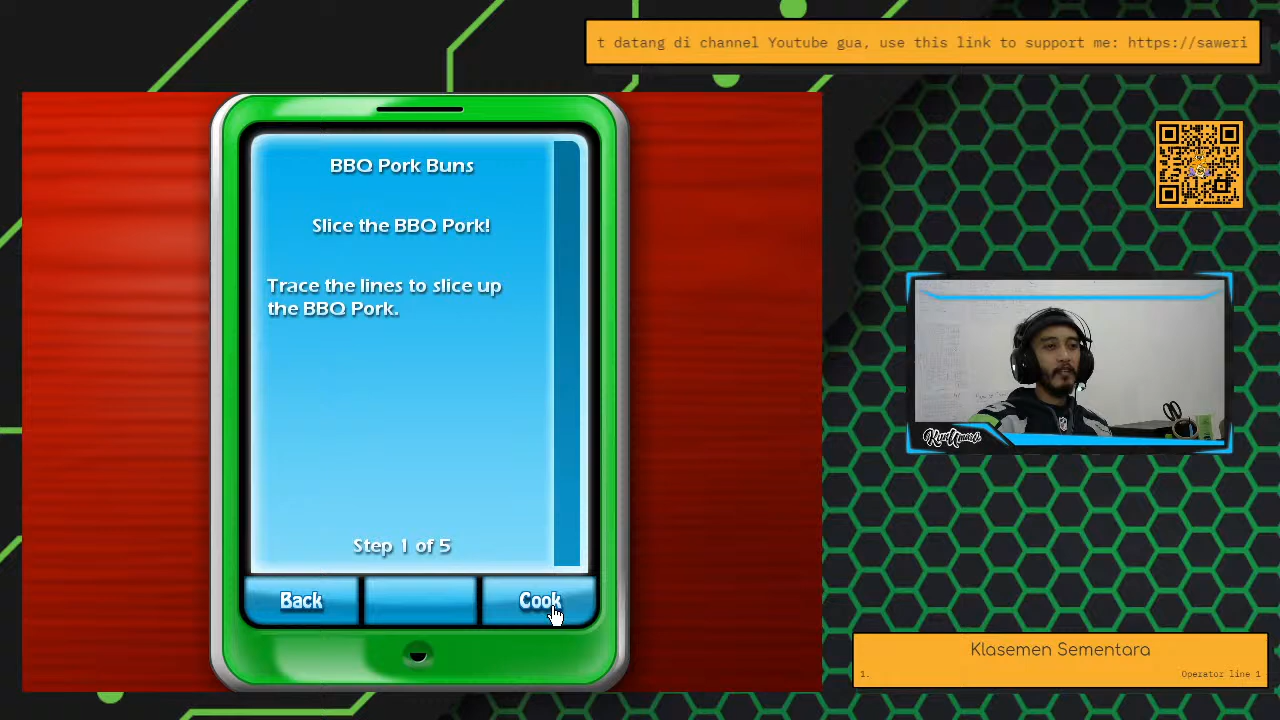 t datang di channel Youtube gua, use this link to support me: https://saweri
BBQ Pork Buns
Slice the BBQ Pork!
Trace the lines to slice up
the BBQ Pork.
Step 1 of 5
Back
Cook
Klasemen Sementara
1. Operator line 1